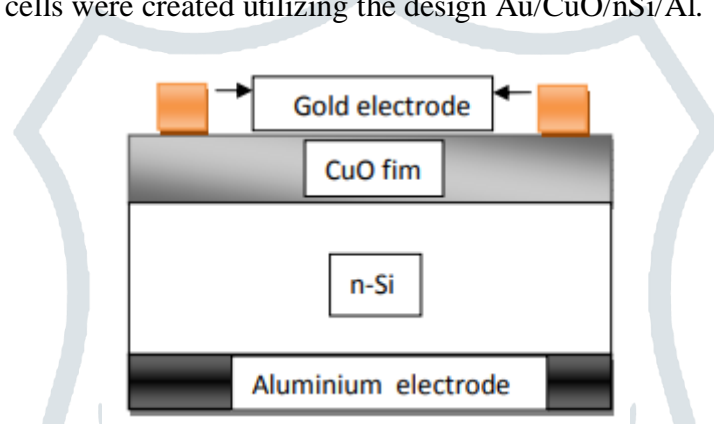 cells were created utilizing the design Au/CuO/nSi/Al.
Gold electrode
CuO fim
n-Si
Aluminium electrode